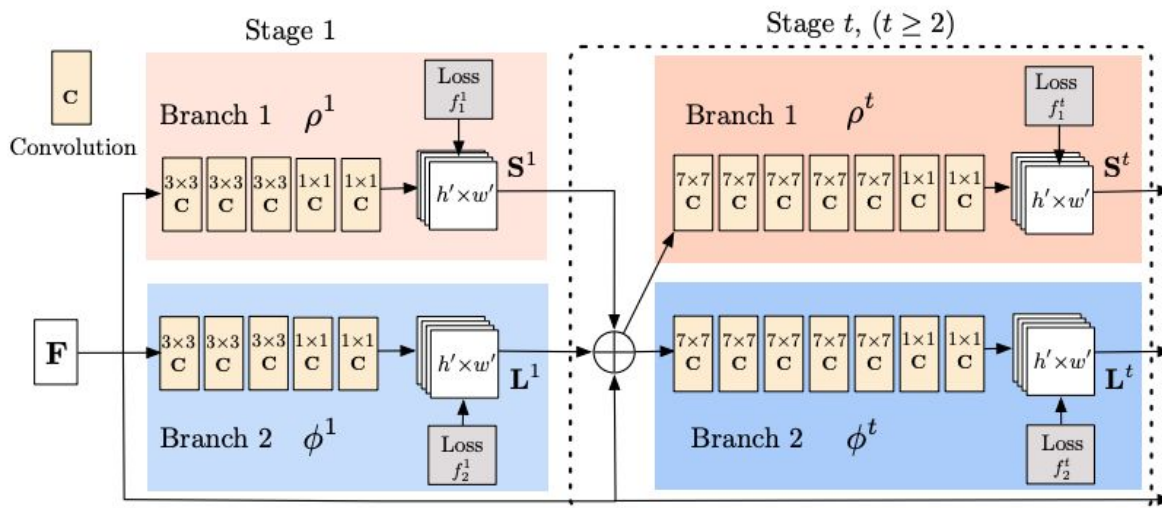 Stage 1
Stage t, (t ≥ 2)
C
Convolution
Branch 1 ρ¹
Loss
f₁¹
3×3 3×3 3×3 1×1 1×1
C C C C C
h′×w′
S¹
Branch 1 ρᵗ
Loss
f₁ᵗ
7×7 7×7 7×7 7×7 7×7 1×1 1×1
C C C C C C C
h′×w′
Sᵗ
F
3×3 3×3 3×3 1×1 1×1
C C C C C
h′×w′
L¹
Branch 2 ϕ¹
Loss
f₂¹
7×7 7×7 7×7 7×7 7×7 1×1 1×1
C C C C C C C
h′×w′
Lᵗ
Branch 2 ϕᵗ
Loss
f₂ᵗ